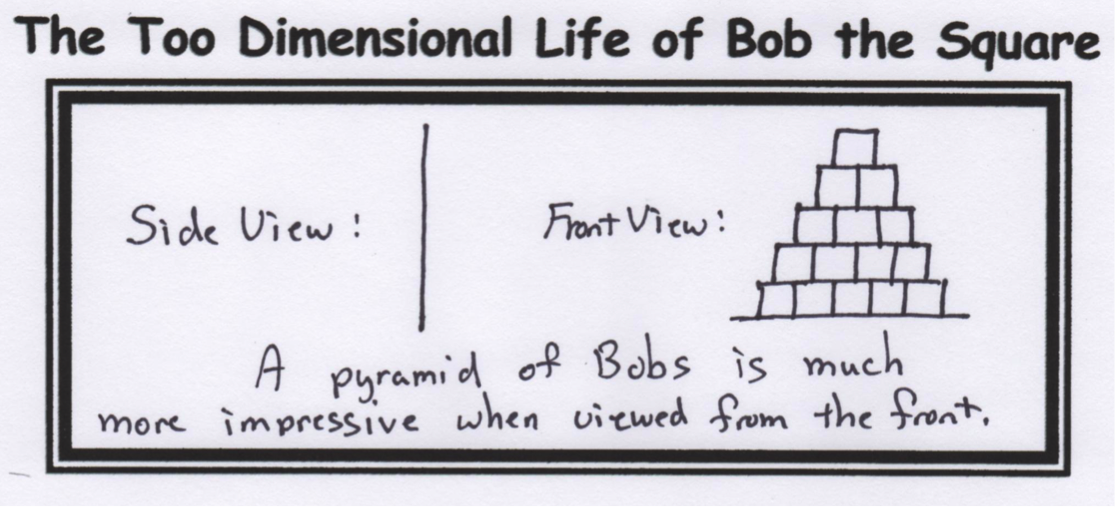 The Too Dimensional Life of Bob the Square
Side View:
Front View:
A pyramid of Bobs is much
more impressive when viewed from the front.